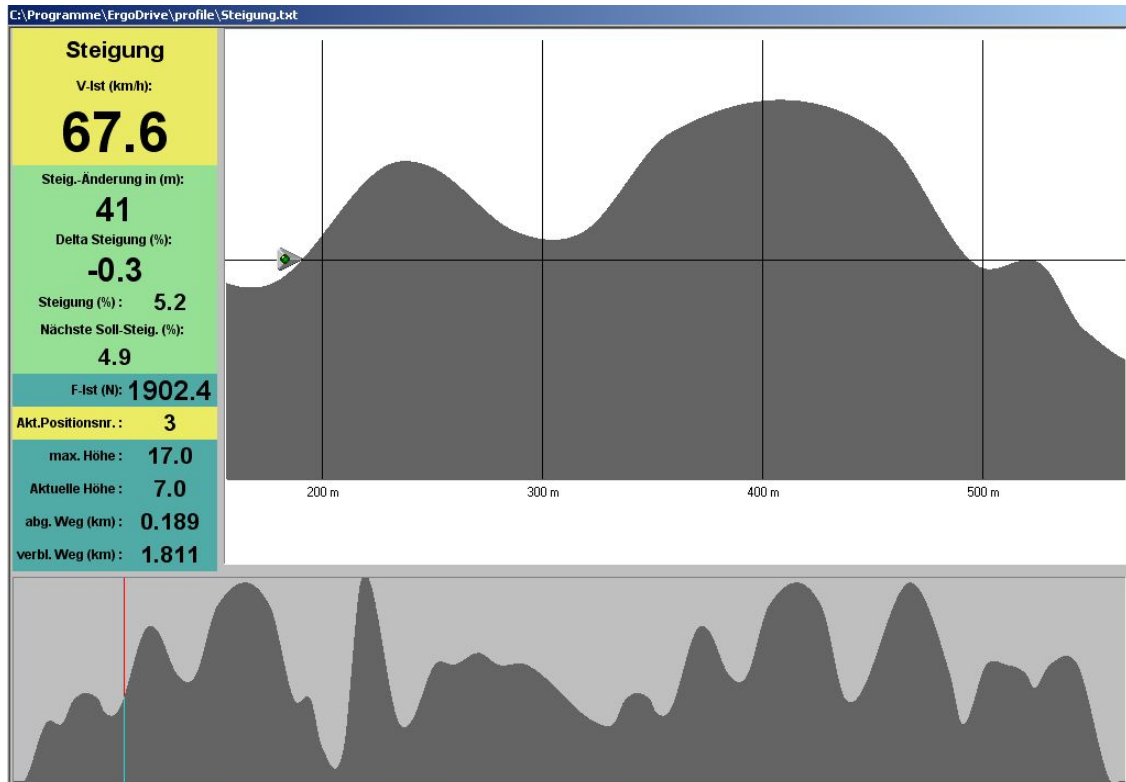 C:\Programme\ErgoDrive\profile\Steigung.txt
Steigung
V-Ist (km/h):
67.6
Steig.-Änderung in (m):
41
Delta Steigung (%):
-0.3
Steigung (%) : 5.2
Nächste Soll-Steig. (%):
4.9
F-Ist (N): 1902.4
Akt.Positionsnr. : 3
max. Höhe : 17.0
Aktuelle Höhe : 7.0
abg. Weg (km) : 0.189
verbl. Weg (km) : 1.811
200 m 300 m 400 m 500 m